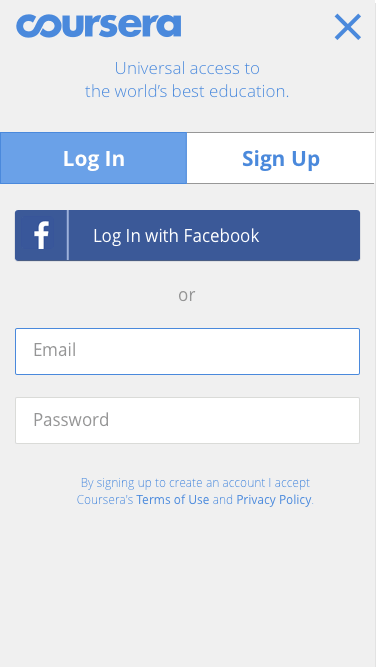 coursera
Universal access to
the world's best education.
Log In
Sign Up
f
Log In with Facebook
or
Email
Password
By signing up to create an account I accept
Coursera's Terms of Use and Privacy Policy.